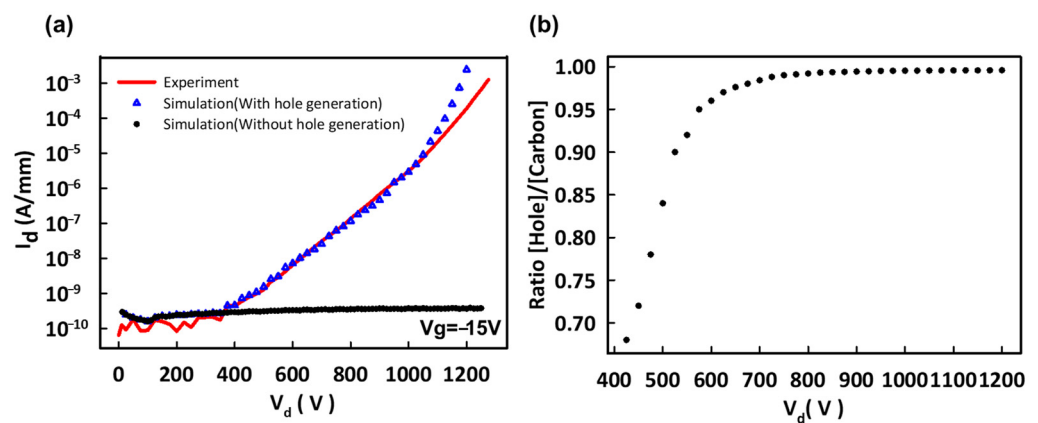 (a)
10⁻³
10⁻⁴
10⁻⁵
10⁻⁶
10⁻⁷
10⁻⁸
10⁻⁹
10⁻¹⁰
I_d (A/mm)
Experiment
Simulation(With hole generation)
Simulation(Without hole generation)
Vg=–15V
0 200 400 600 800 1000 1200
V_d ( V )
(b)
1.00
0.95
0.90
0.85
0.80
0.75
0.70
Ratio [Hole]/[Carbon]
400 500 600 700 800 900 1000 1100 1200
V_d( V )